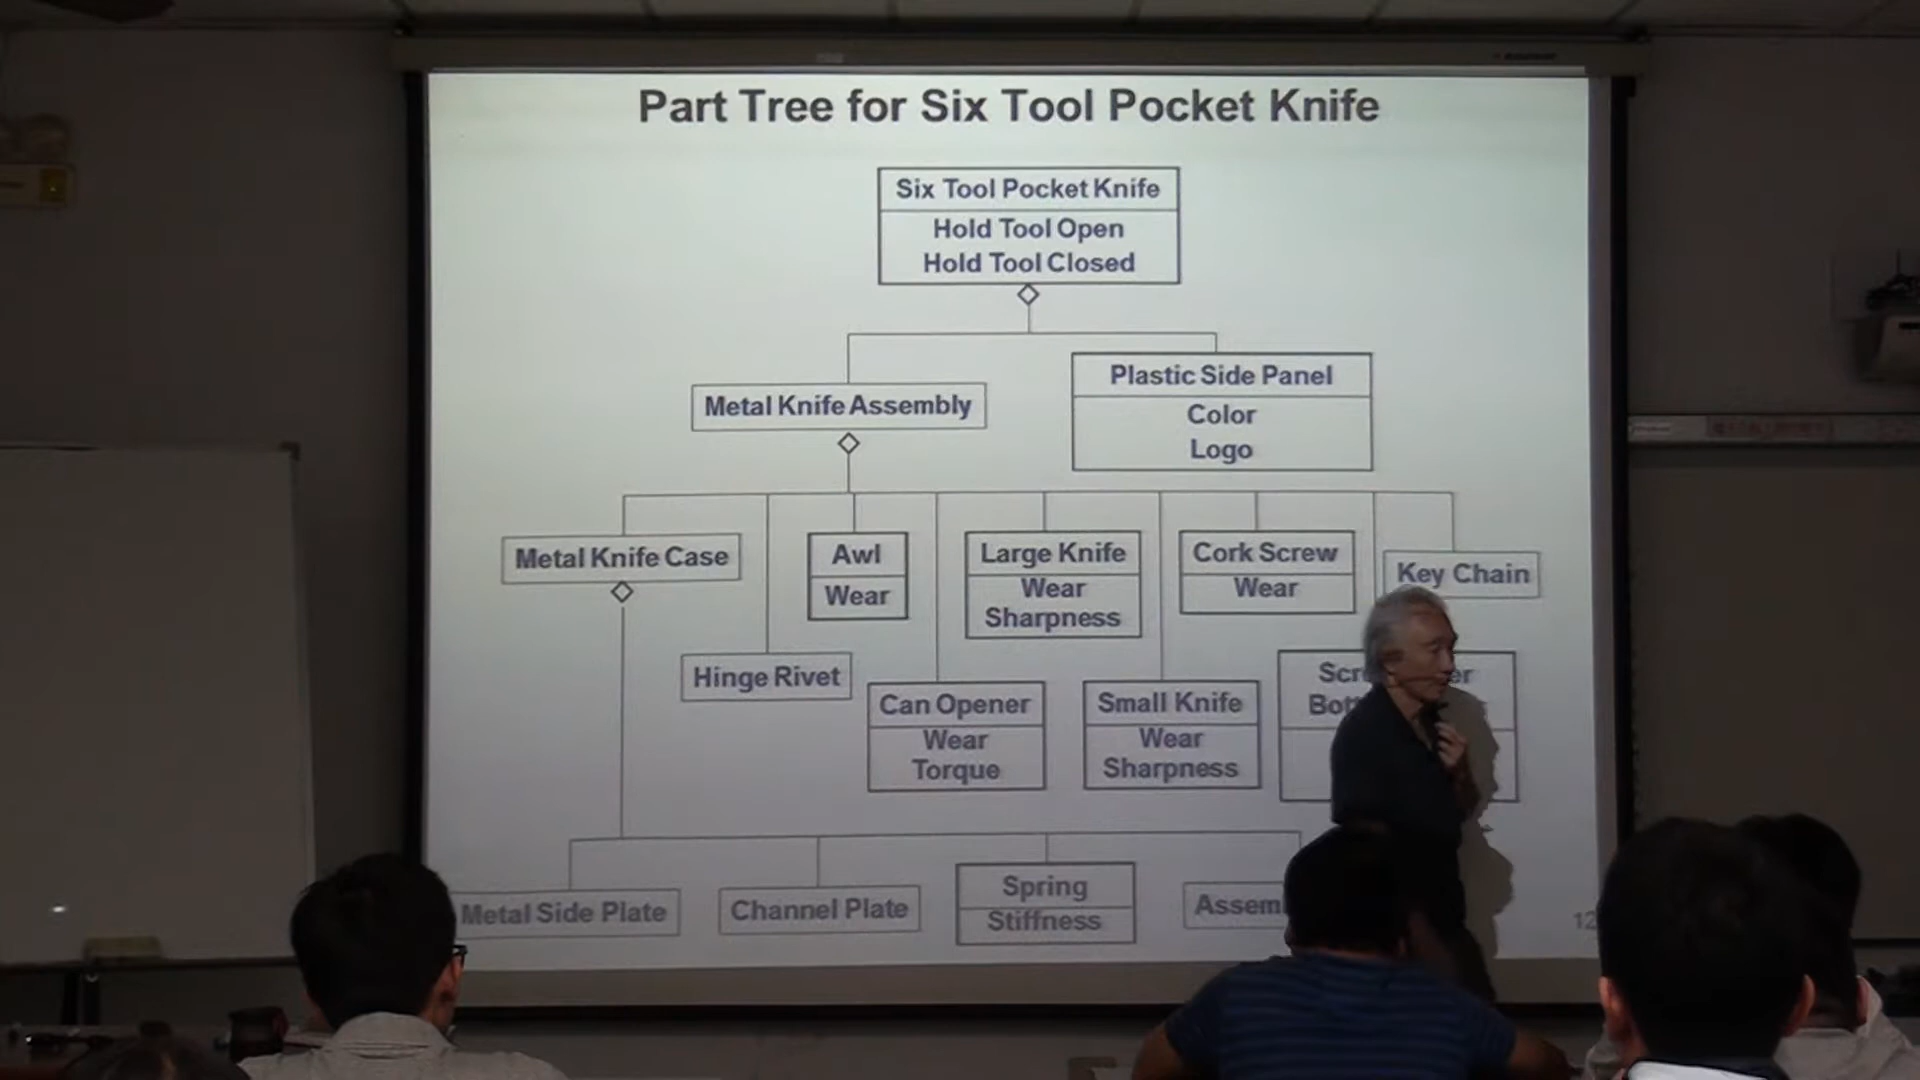 Part Tree for Six Tool Pocket Knife
Six Tool Pocket Knife
Hold Tool Open
Hold Tool Closed
Metal Knife Assembly
Plastic Side Panel
Color
Logo
Metal Knife Case
Awl
Wear
Large Knife
Wear
Sharpness
Cork Screw
Wear
Key Chain
Hinge Rivet
Can Opener
Wear
Torque
Small Knife
Wear
Sharpness
Metal Side Plate
Channel Plate
Spring
Stiffness
12